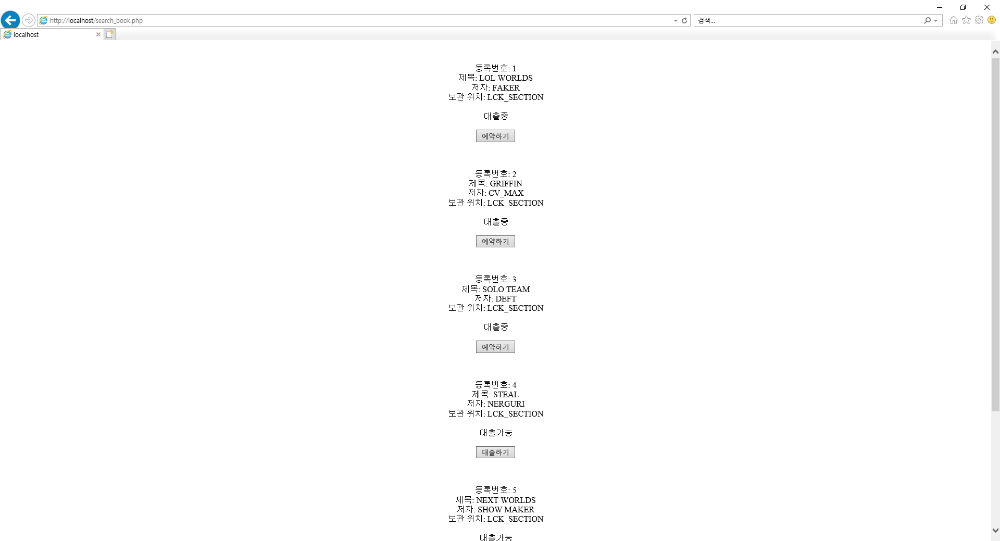 http://localhost/search_book.php
검색...
localhost
등록번호: 1
제목: LOL WORLDS
저자: FAKER
보관 위치: LCK_SECTION
대출중
예약하기
등록번호: 2
제목: GRIFFIN
저자: CV_MAX
보관 위치: LCK_SECTION
대출중
예약하기
등록번호: 3
제목: SOLO TEAM
저자: DEFT
보관 위치: LCK_SECTION
대출중
예약하기
등록번호: 4
제목: STEAL
저자: NERGURI
보관 위치: LCK_SECTION
대출가능
대출하기
등록번호: 5
제목: NEXT WORLDS
저자: SHOW MAKER
보관 위치: LCK_SECTION
대출가능